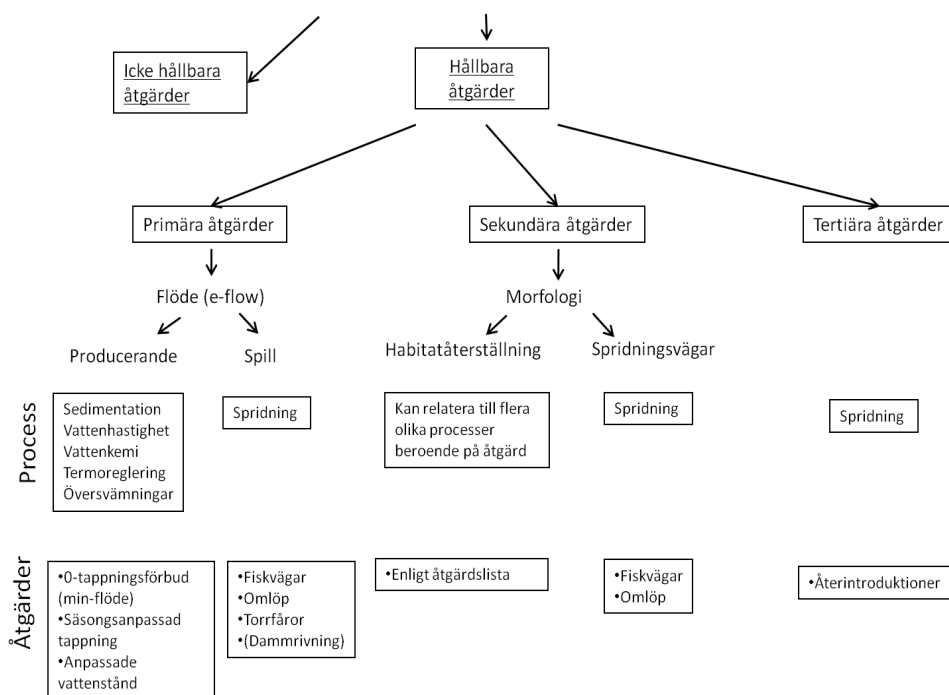 Icke hållbara
åtgärder
Hållbara
åtgärder
Primära åtgärder
Sekundära åtgärder
Tertiära åtgärder
Flöde (e-flow)
Morfologi
Producerande
Spill
Habitatåterställning
Spridningsvägar
Process
Sedimentation
Vattenhastighet
Vattenkemi
Termoreglering
Översvämningar
Spridning
Kan relatera till flera
olika processer
beroende på åtgärd
Spridning
Spridning
Åtgärder
•0-tappningsförbud
(min-flöde)
•Säsongsanpassad
tappning
•Anpassade
vattenstånd
•Fiskvägar
•Omlöp
•Torrfåror
•(Dammrivning)
•Enligt åtgärdslista
•Fiskvägar
•Omlöp
•Återintroduktioner